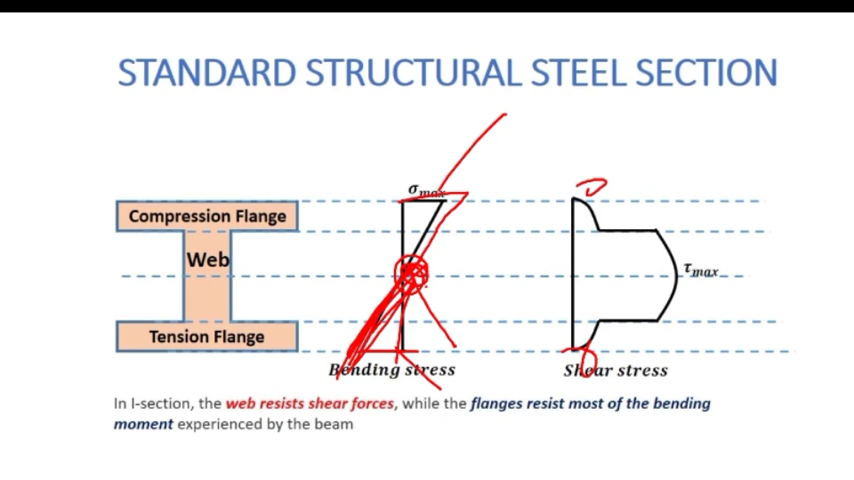 STANDARD STRUCTURAL STEEL SECTION
σmax
Compression Flange
Web
τmax
Tension Flange
Bending stress
Shear stress
In I-section, the web resists shear forces, while the flanges resist most of the bending
moment experienced by the beam